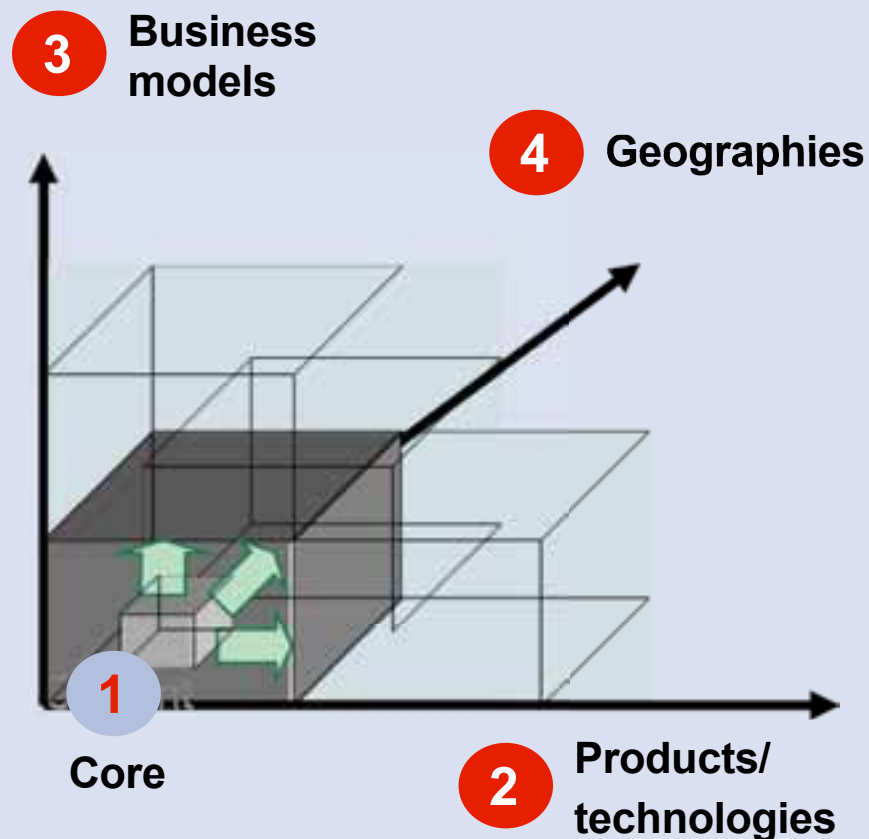 3 Business
models
4 Geographies
1
Core
2 Products/
technologies